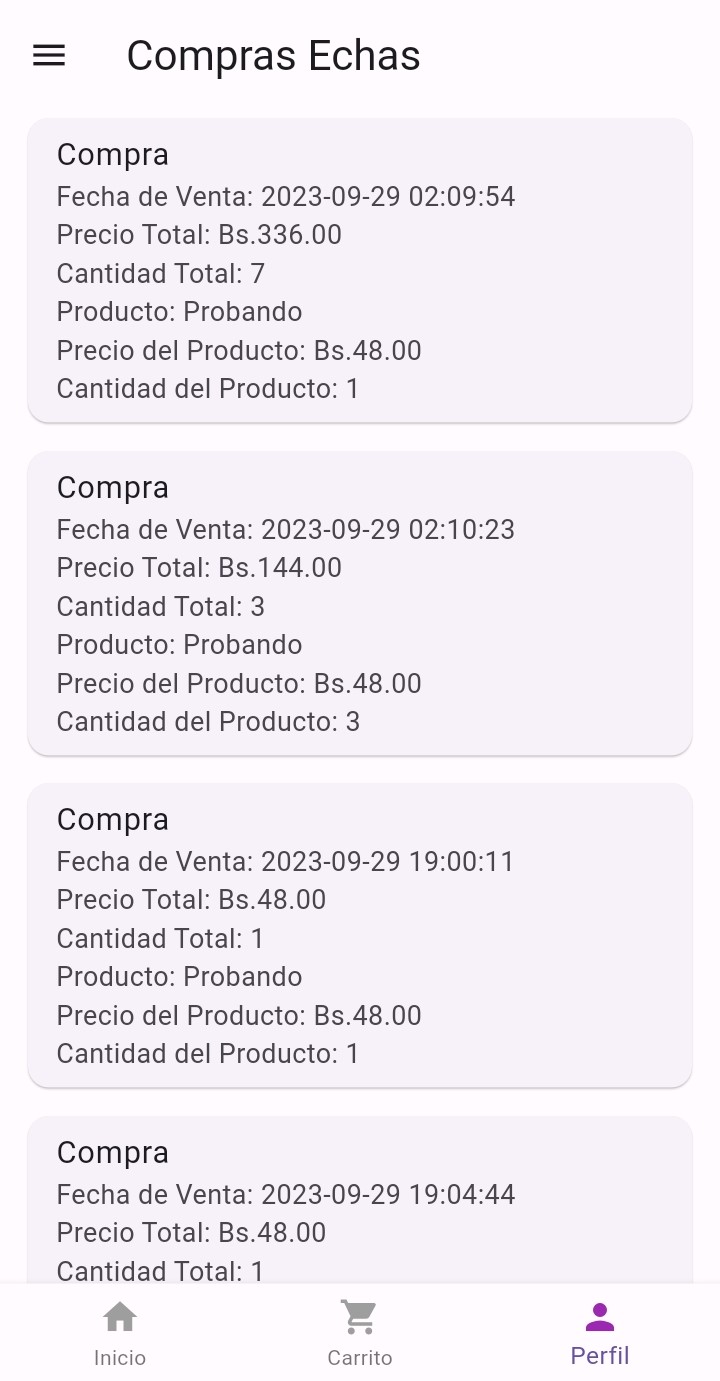 Compras Echas
Compra
Fecha de Venta: 2023-09-29 02:09:54
Precio Total: Bs.336.00
Cantidad Total: 7
Producto: Probando
Precio del Producto: Bs.48.00
Cantidad del Producto: 1
Compra
Fecha de Venta: 2023-09-29 02:10:23
Precio Total: Bs.144.00
Cantidad Total: 3
Producto: Probando
Precio del Producto: Bs.48.00
Cantidad del Producto: 3
Compra
Fecha de Venta: 2023-09-29 19:00:11
Precio Total: Bs.48.00
Cantidad Total: 1
Producto: Probando
Precio del Producto: Bs.48.00
Cantidad del Producto: 1
Compra
Fecha de Venta: 2023-09-29 19:04:44
Precio Total: Bs.48.00
Cantidad Total: 1
Inicio
Carrito
Perfil